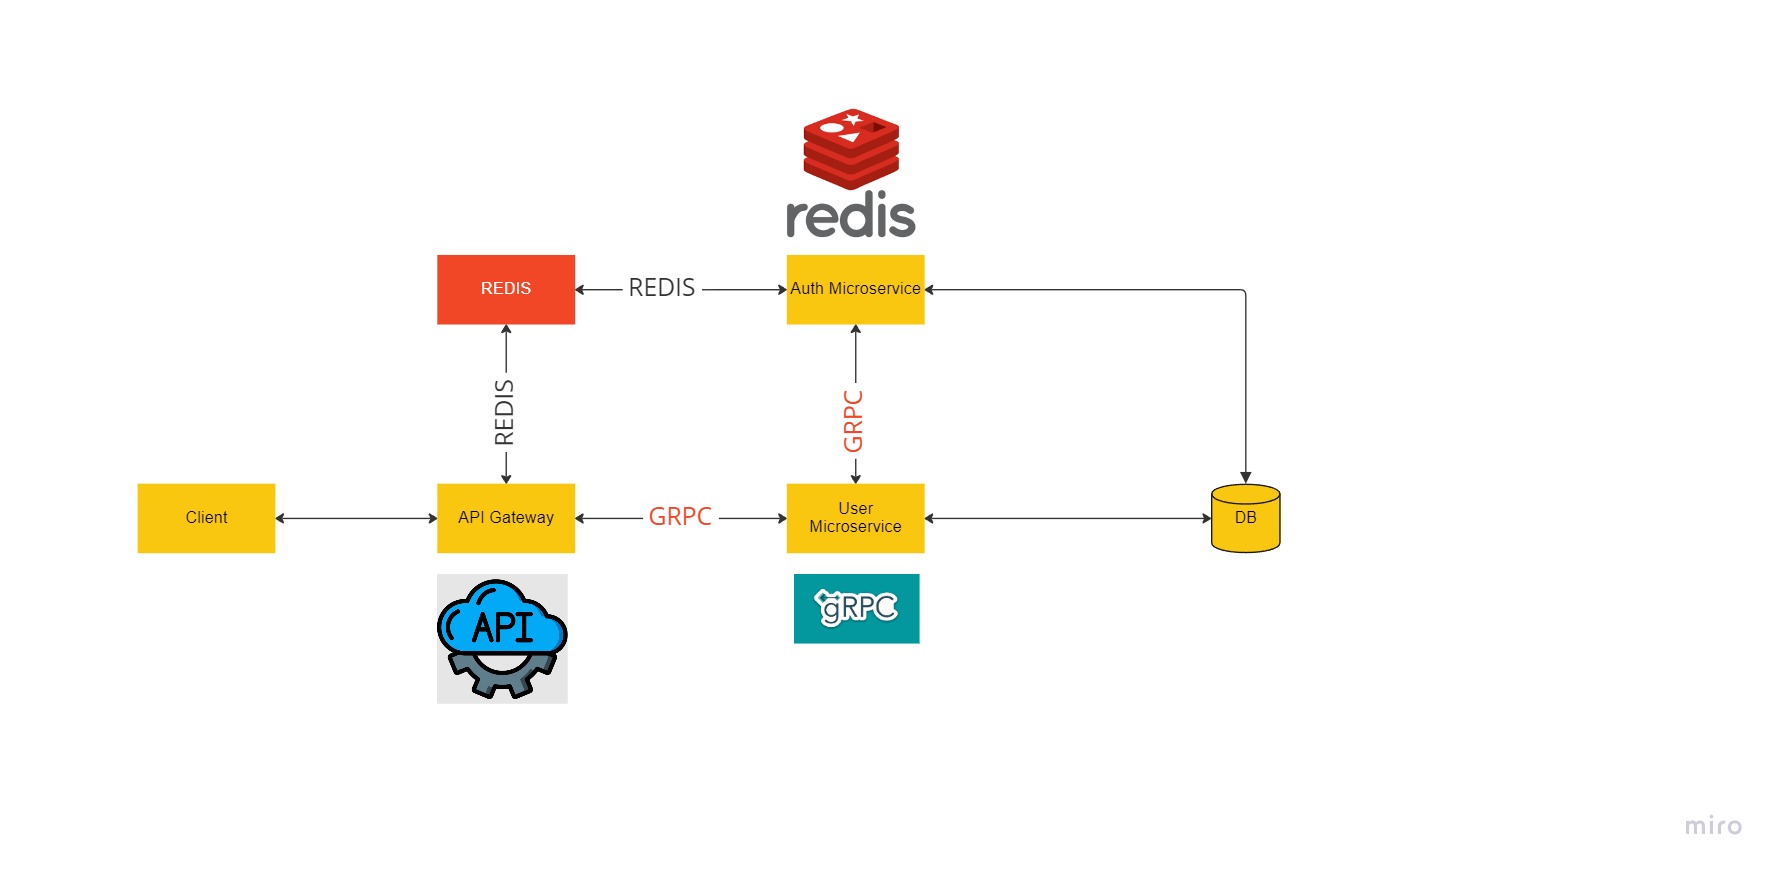 redis
REDIS
REDIS
Auth Microservice
REDIS
GRPC
Client
API Gateway
GRPC
User
Microservice
DB
API
gRPC
miro